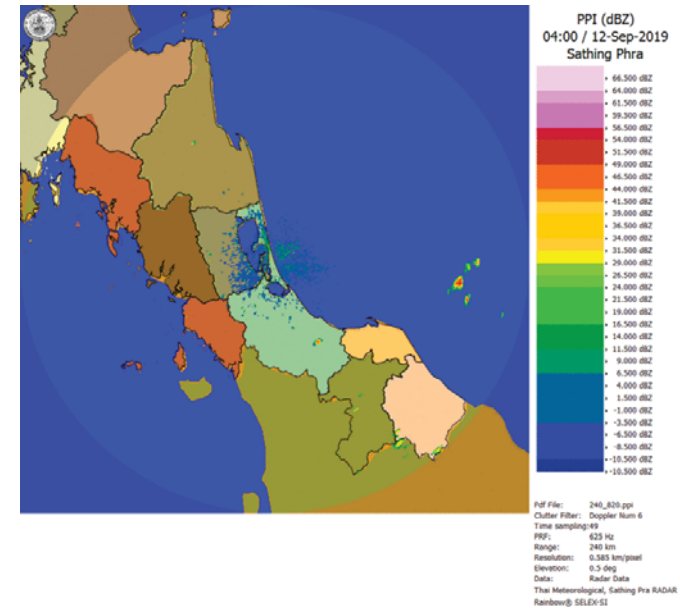 PPI (dBZ)
04:00 / 12-Sep-2019
Sathing Phra
66.500 dBZ
64.000 dBZ
61.500 dBZ
59.500 dBZ
56.500 dBZ
54.000 dBZ
51.500 dBZ
49.000 dBZ
46.500 dBZ
44.000 dBZ
41.500 dBZ
39.000 dBZ
36.500 dBZ
34.000 dBZ
31.500 dBZ
29.000 dBZ
26.500 dBZ
24.000 dBZ
21.500 dBZ
19.000 dBZ
16.500 dBZ
14.000 dBZ
11.500 dBZ
9.000 dBZ
6.500 dBZ
4.000 dBZ
1.500 dBZ
-1.000 dBZ
-3.500 dBZ
-6.500 dBZ
-8.500 dBZ
-10.500 dBZ
-10.500 dBZ
Pdf File: 240_820.ppi
Clutter Filter: Doppler Num 6
Time sampling:49
PRF: 625 Hz
Range: 240 km
Resolution: 0.585 km/pixel
Elevation: 0.5 deg
Data: Radar Data
Thai Meteorological, Sathing Pra RADAR
Rainbow® SELEX-SI